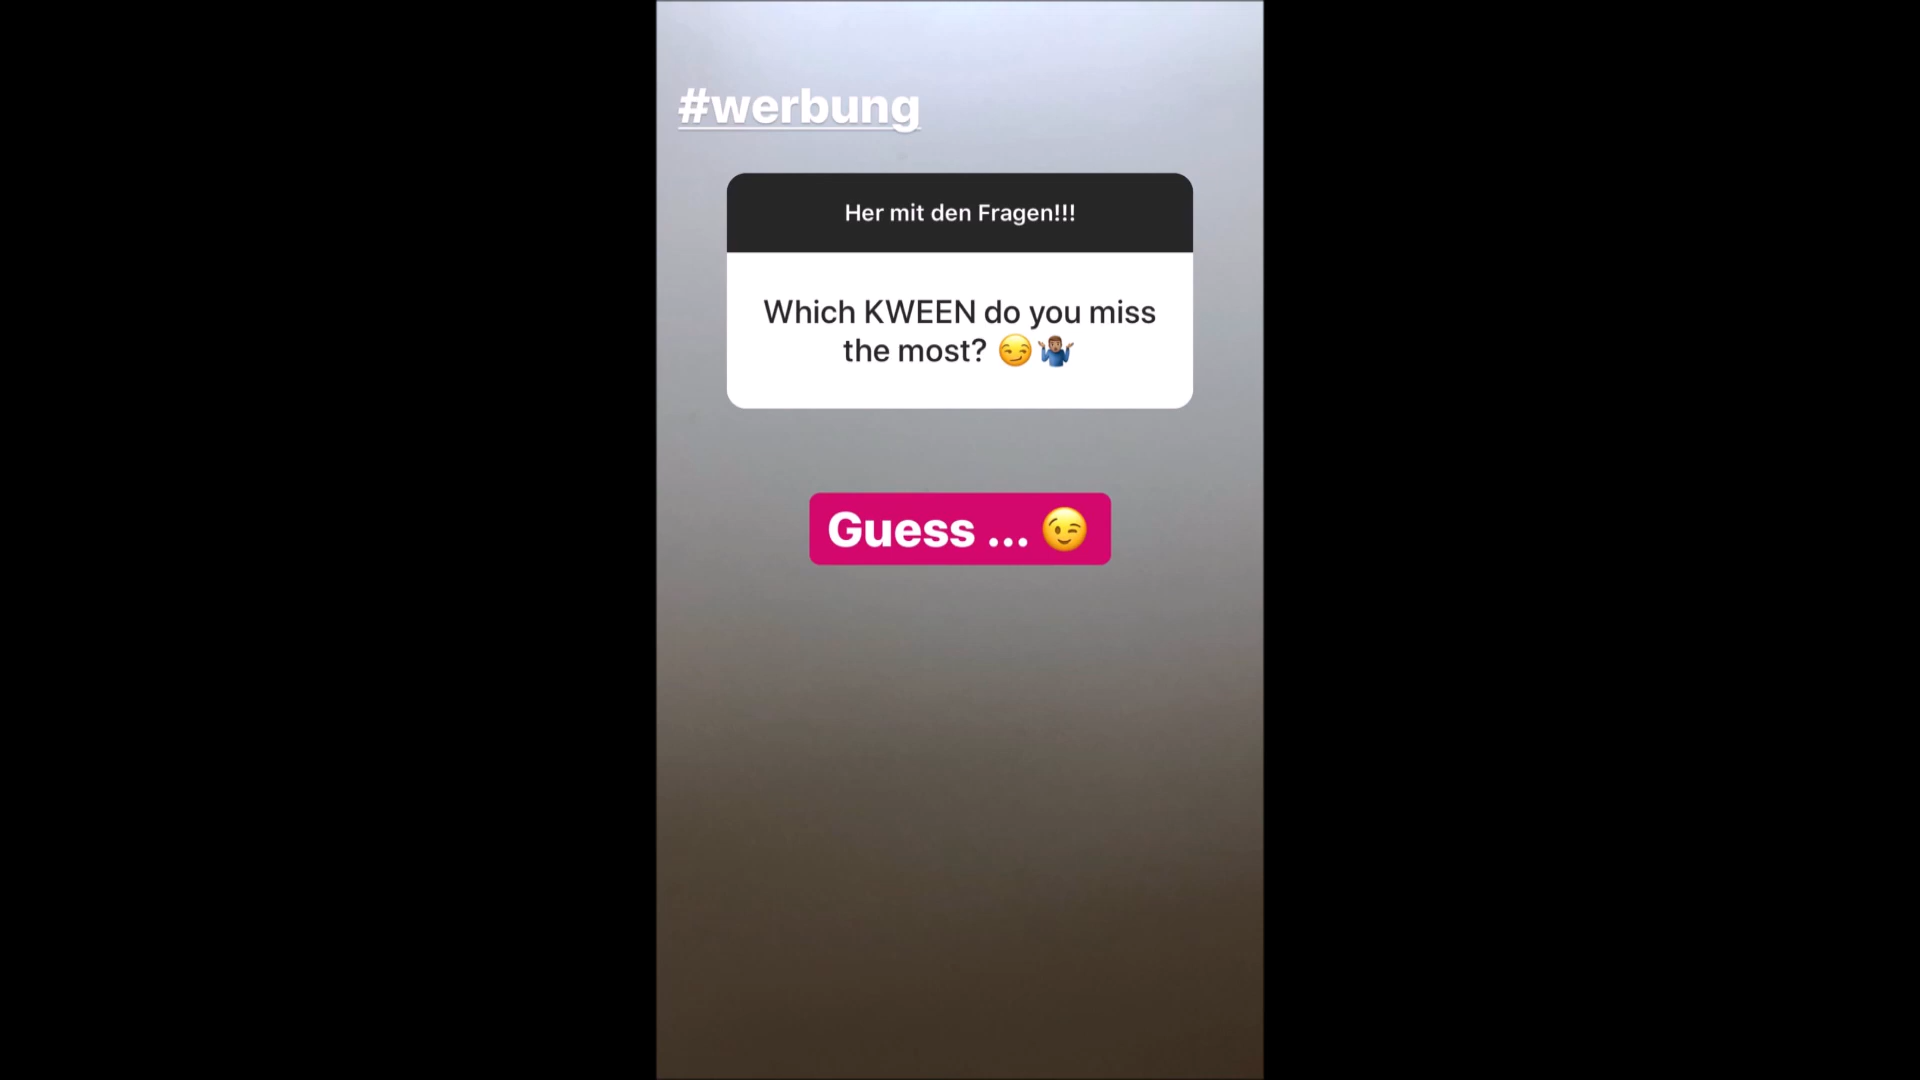 #werbung
Her mit den Fragen!!!
Which KWEEN do you miss
the most? 😏🤷🏽‍♂️
Guess ... 😉